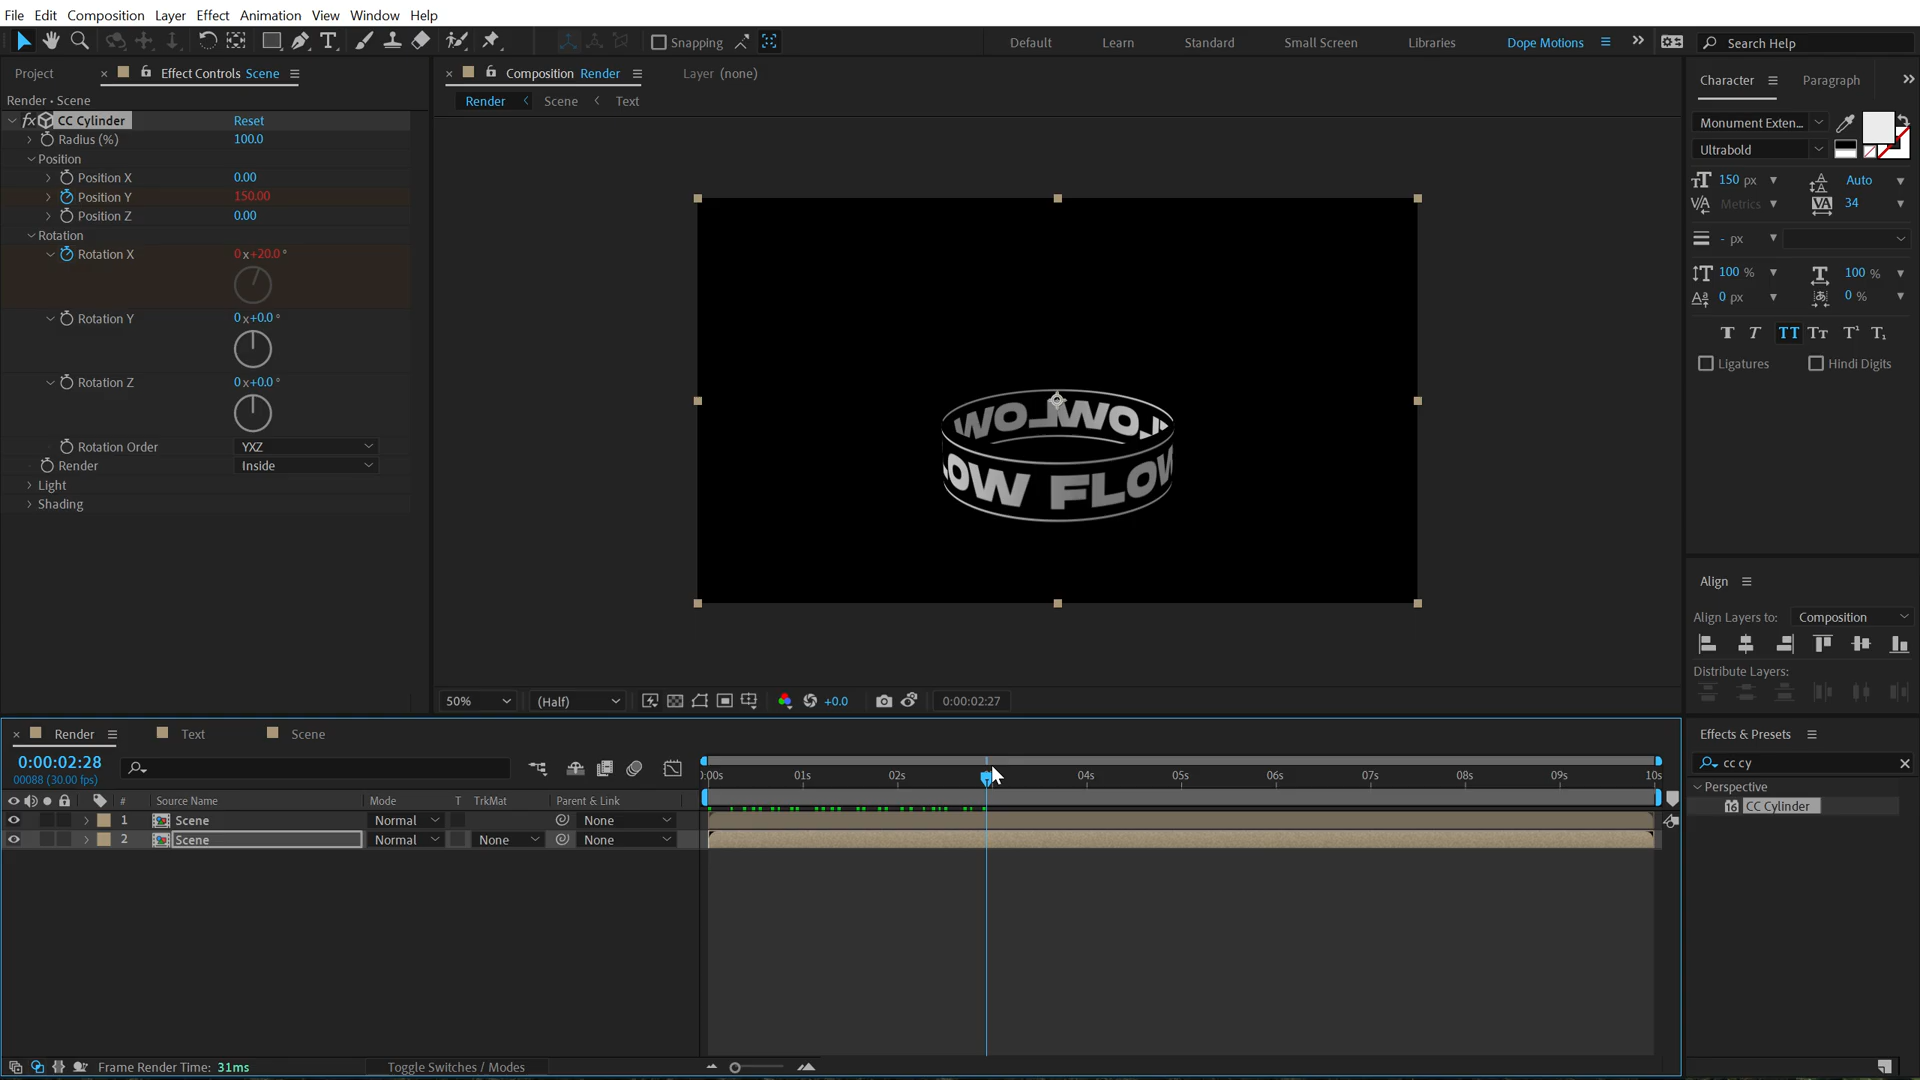 File Edit Composition Layer Effect Animation View Window Help
Snapping
Default Learn Standard Small Screen Libraries Dope Motions Search Help
Project Effect Controls Scene
Composition Render Layer (none)
Character Paragraph
Render • Scene
Render Scene Text
fx CC Cylinder Reset
Radius (%) 100.0
Position
Position X 0.00
Position Y 150.00
Position Z 0.00
Rotation
Rotation X 0x+20.0°
Rotation Y 0x+0.0°
Rotation Z 0x+0.0°
Rotation Order YXZ
Render Inside
Light
Shading
OW FLOW
Monument Exten...
Ultrabold
150 px Auto
Metrics 34
- px
100 % 100 %
0 px 0 %
Ligatures Hindi Digits
Align
Align Layers to: Composition
Distribute Layers:
50% (Half) +0.0 0:00:02:27
Render Text Scene
0:00:02:28
00088 (30.00 fps)
:00s 01s 02s 04s 05s 06s 07s 08s 09s 10s
# Source Name Mode T TrkMat Parent & Link
1 Scene Normal None
2 Scene Normal None None
Frame Render Time: 31ms Toggle Switches / Modes
Effects & Presets
cc cy
Perspective
CC Cylinder